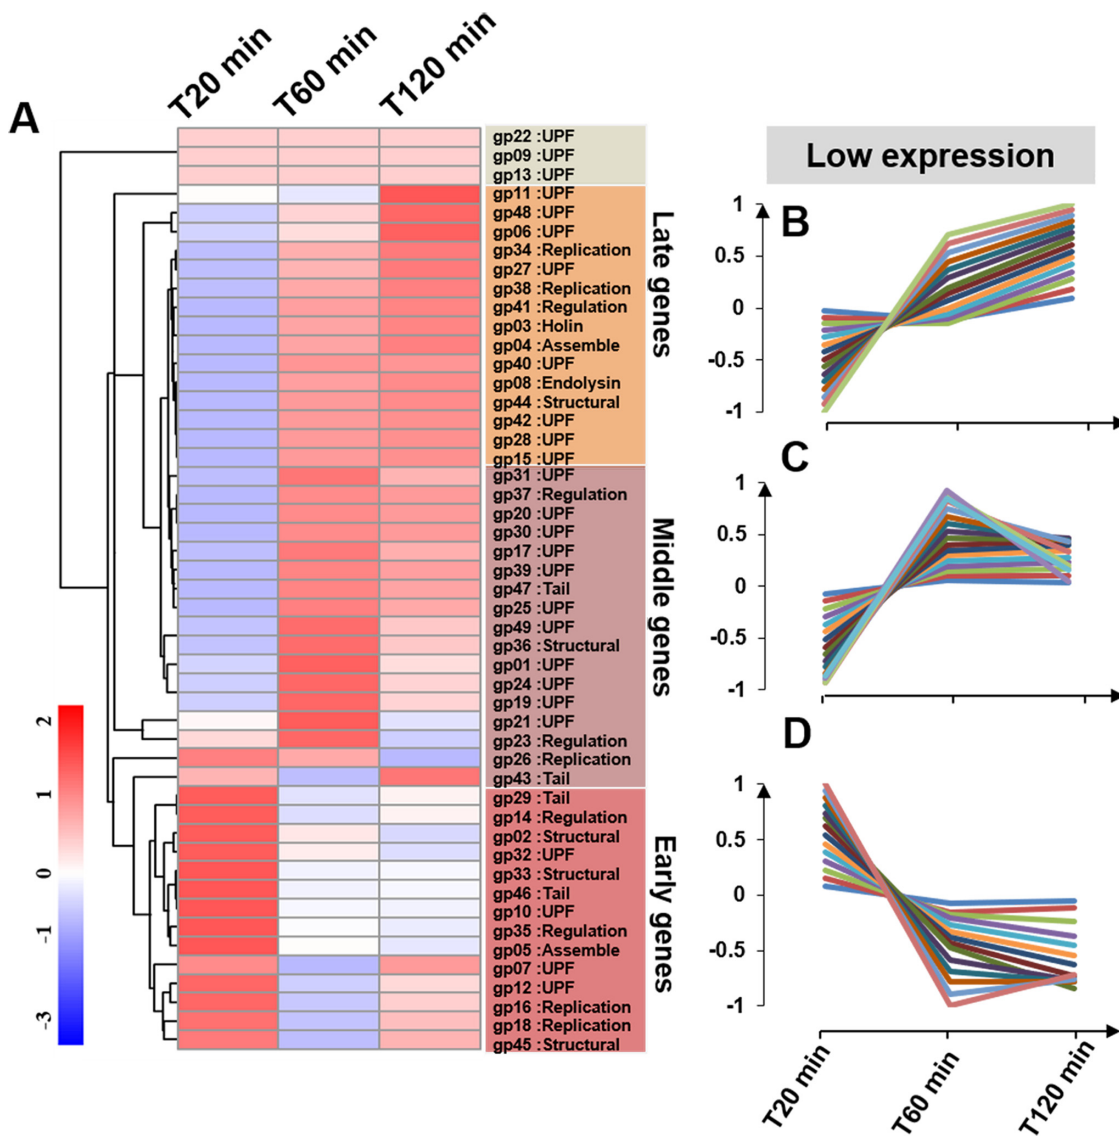 A
T20 min
T60 min
T120 min
gp22 :UPF
gp09 :UPF
gp13 :UPF
gp11 :UPF
gp48 :UPF
gp06 :UPF
gp34 :Replication
gp27 :UPF
gp38 :Replication
gp41 :Regulation
gp03 :Holin
gp04 :Assemble
gp40 :UPF
gp08 :Endolysin
gp44 :Structural
gp42 :UPF
gp28 :UPF
gp15 :UPF
Late genes
gp31 :UPF
gp37 :Regulation
gp20 :UPF
gp30 :UPF
gp17 :UPF
gp39 :UPF
gp47 :Tail
gp25 :UPF
gp49 :UPF
gp36 :Structural
gp01 :UPF
gp24 :UPF
gp19 :UPF
gp21 :UPF
gp23 :Regulation
gp26 :Replication
gp43 :Tail
Middle genes
gp29 :Tail
gp14 :Regulation
gp02 :Structural
gp32 :UPF
gp33 :Structural
gp46 :Tail
gp10 :UPF
gp35 :Regulation
gp05 :Assemble
gp07 :UPF
gp12 :UPF
gp16 :Replication
gp18 :Replication
gp45 :Structural
Early genes
2
1
0
-1
-3
Low expression
B
1
0.5
0
-0.5
-1
C
1
0.5
0
-0.5
-1
D
1
0.5
0
-0.5
-1
T20 min
T60 min
T120 min